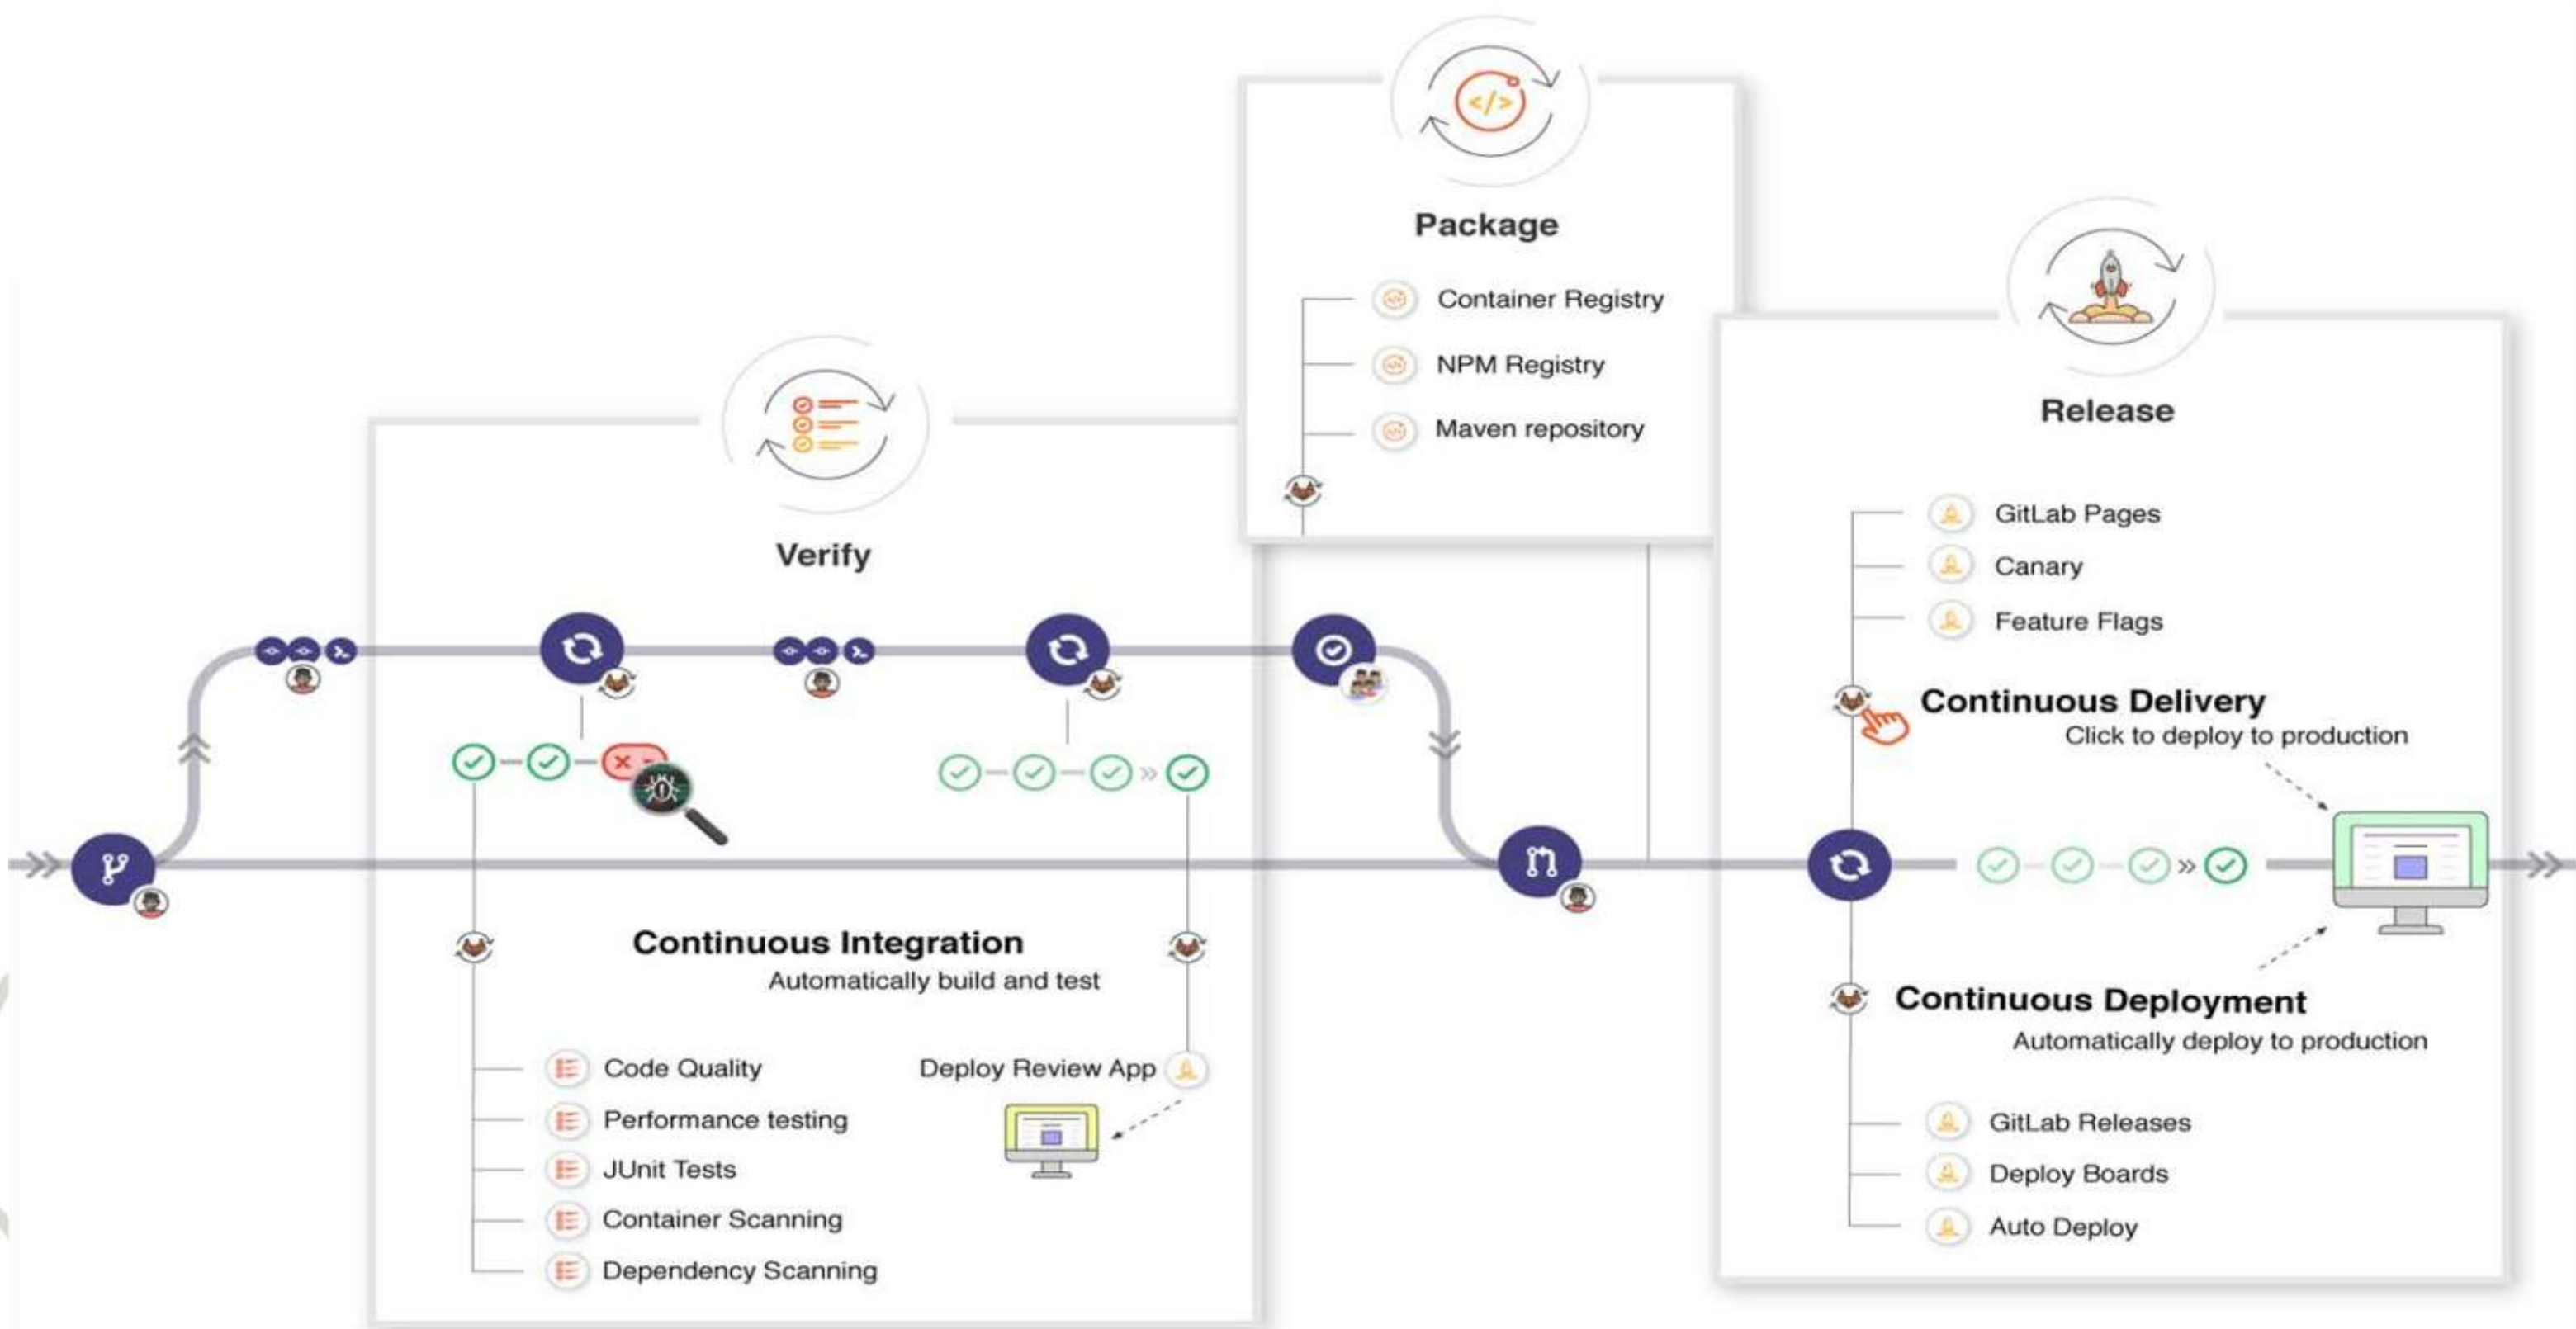 Package
Container Registry
NPM Registry
Maven repository
Verify
Continuous Integration
Automatically build and test
Code Quality
Performance testing
JUnit Tests
Container Scanning
Dependency Scanning
Deploy Review App
Release
GitLab Pages
Canary
Feature Flags
Continuous Delivery
Click to deploy to production
Continuous Deployment
Automatically deploy to production
GitLab Releases
Deploy Boards
Auto Deploy